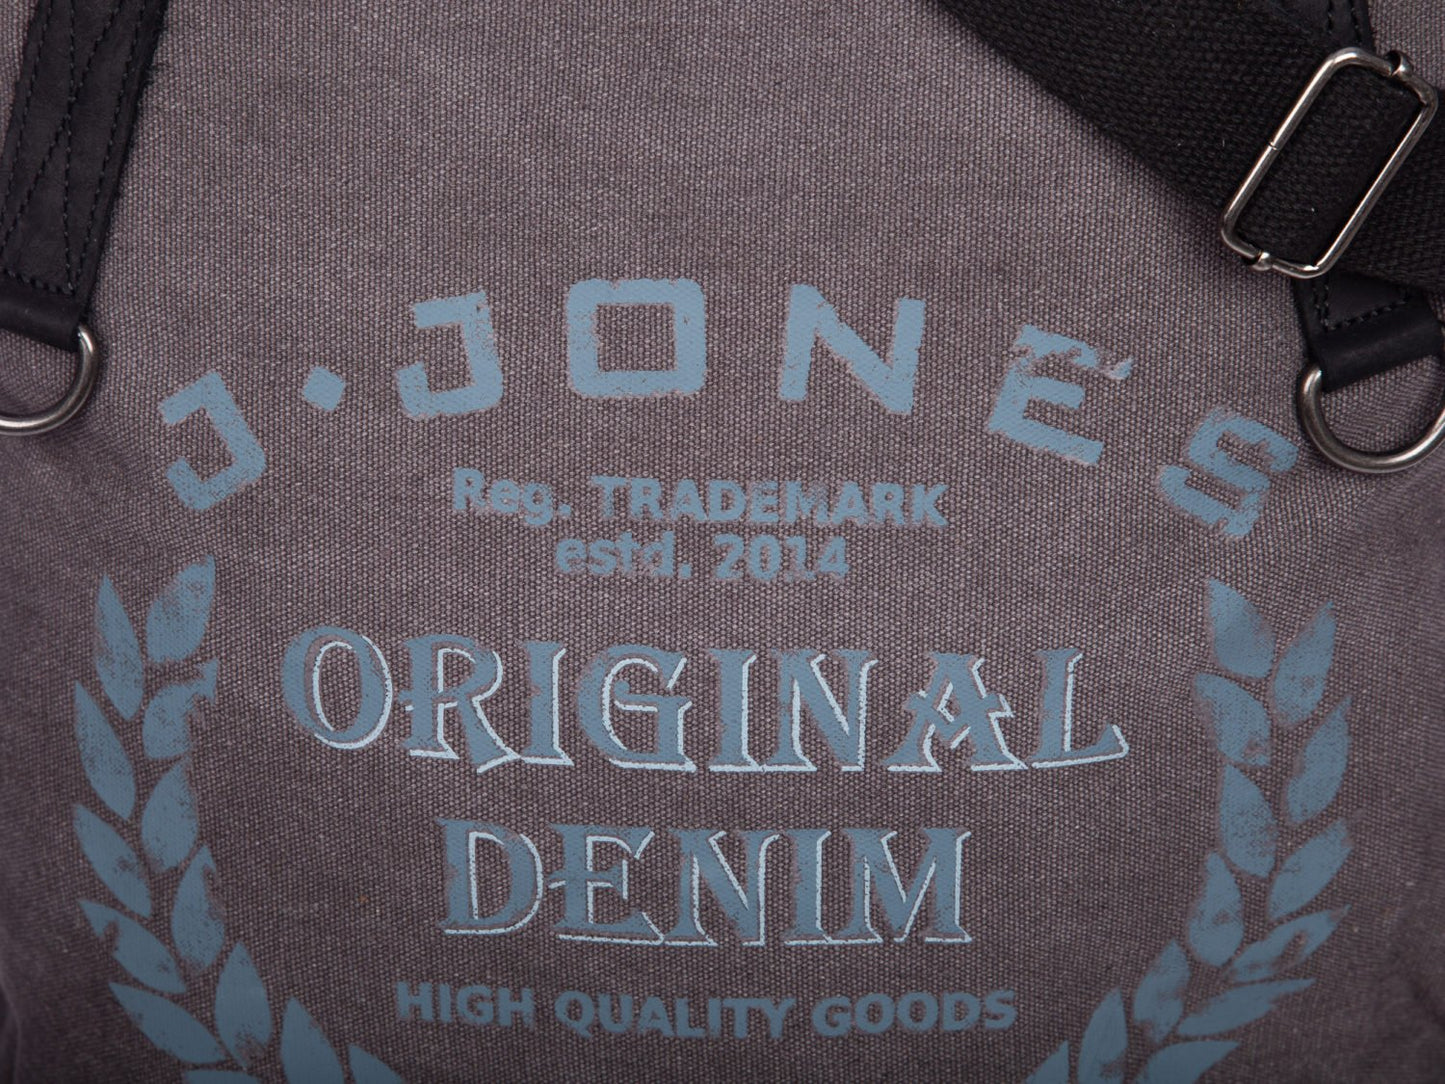 J·JONES
Reg. TRADEMARK
estd. 2014
ORIGINAL
DENIM
HIGH QUALITY GOODS